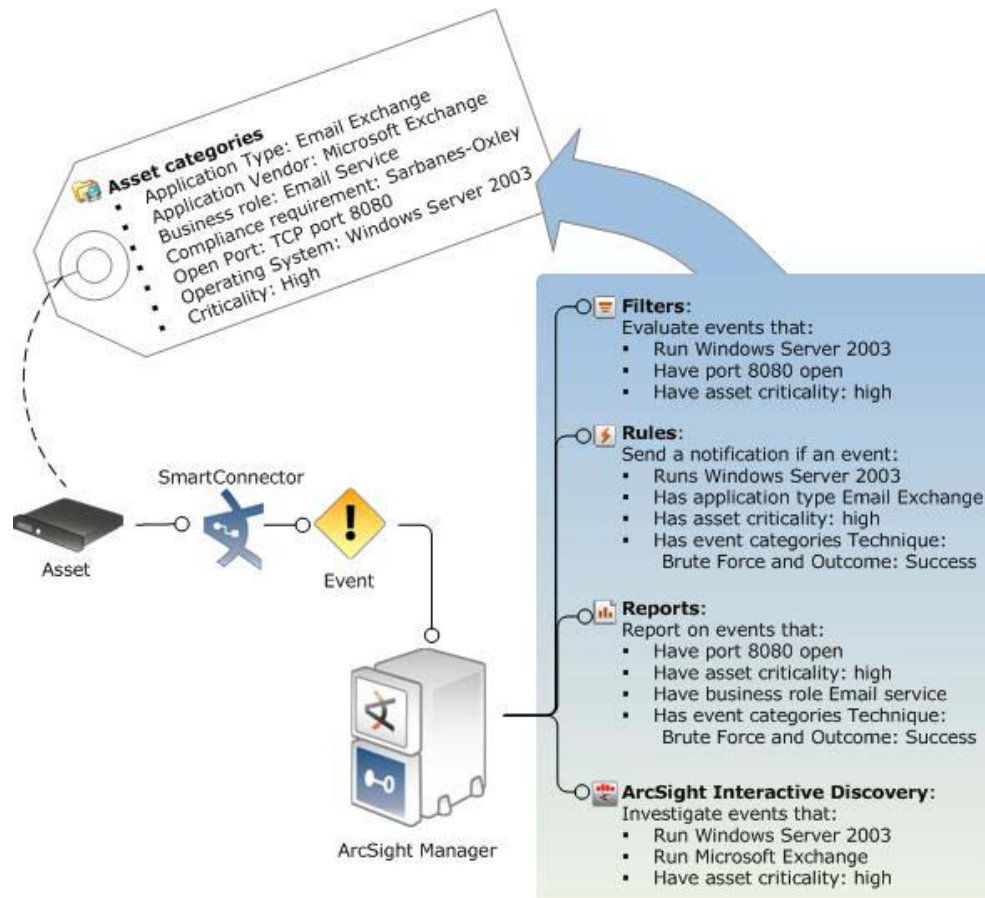 Asset categories
▪ Application Type: Email Exchange
▪ Application Vendor: Microsoft Exchange
▪ Business role: Email Service
▪ Compliance requirement: Sarbanes-Oxley
▪ Open Port: TCP port 8080
▪ Operating System: Windows Server 2003
▪ Criticality: High
Asset
SmartConnector
Event
ArcSight Manager
Filters:
Evaluate events that:
▪ Run Windows Server 2003
▪ Have port 8080 open
▪ Have asset criticality: high
Rules:
Send a notification if an event:
▪ Runs Windows Server 2003
▪ Has application type Email Exchange
▪ Has asset criticality: high
▪ Has event categories Technique:
Brute Force and Outcome: Success
Reports:
Report on events that:
▪ Have port 8080 open
▪ Have asset criticality: high
▪ Have business role Email service
▪ Has event categories Technique:
Brute Force and Outcome: Success
ArcSight Interactive Discovery:
Investigate events that:
▪ Run Windows Server 2003
▪ Run Microsoft Exchange
▪ Have asset criticality: high